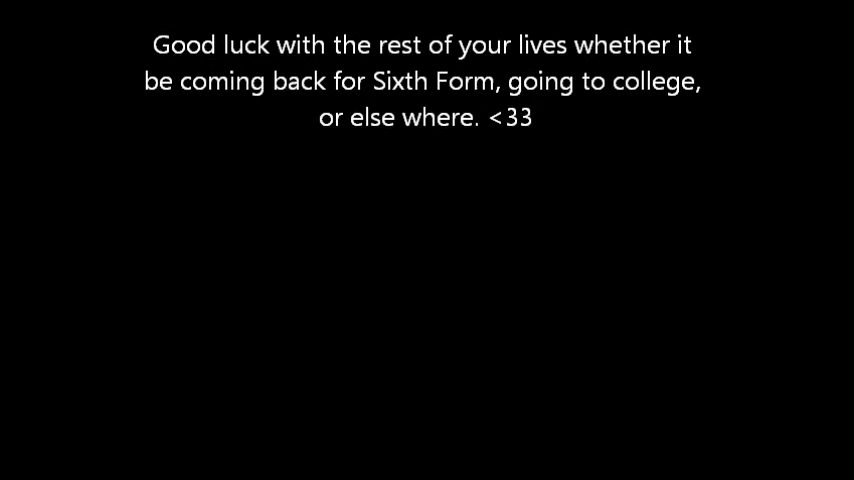 Good luck with the rest of your lives whether it
be coming back for Sixth Form, going to college,
or else where. <33